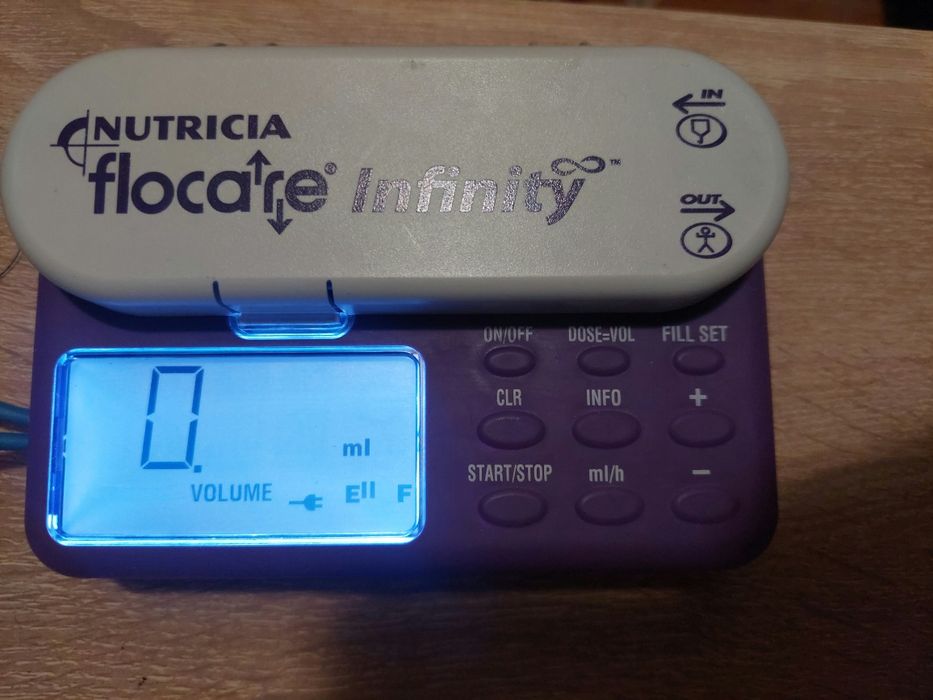 NUTRICIA
flocare® Infinity™
IN
OUT
ON/OFF DOSE=VOL FILL SET
CLR INFO +
START/STOP ml/h −
0.
ml
VOLUME E F